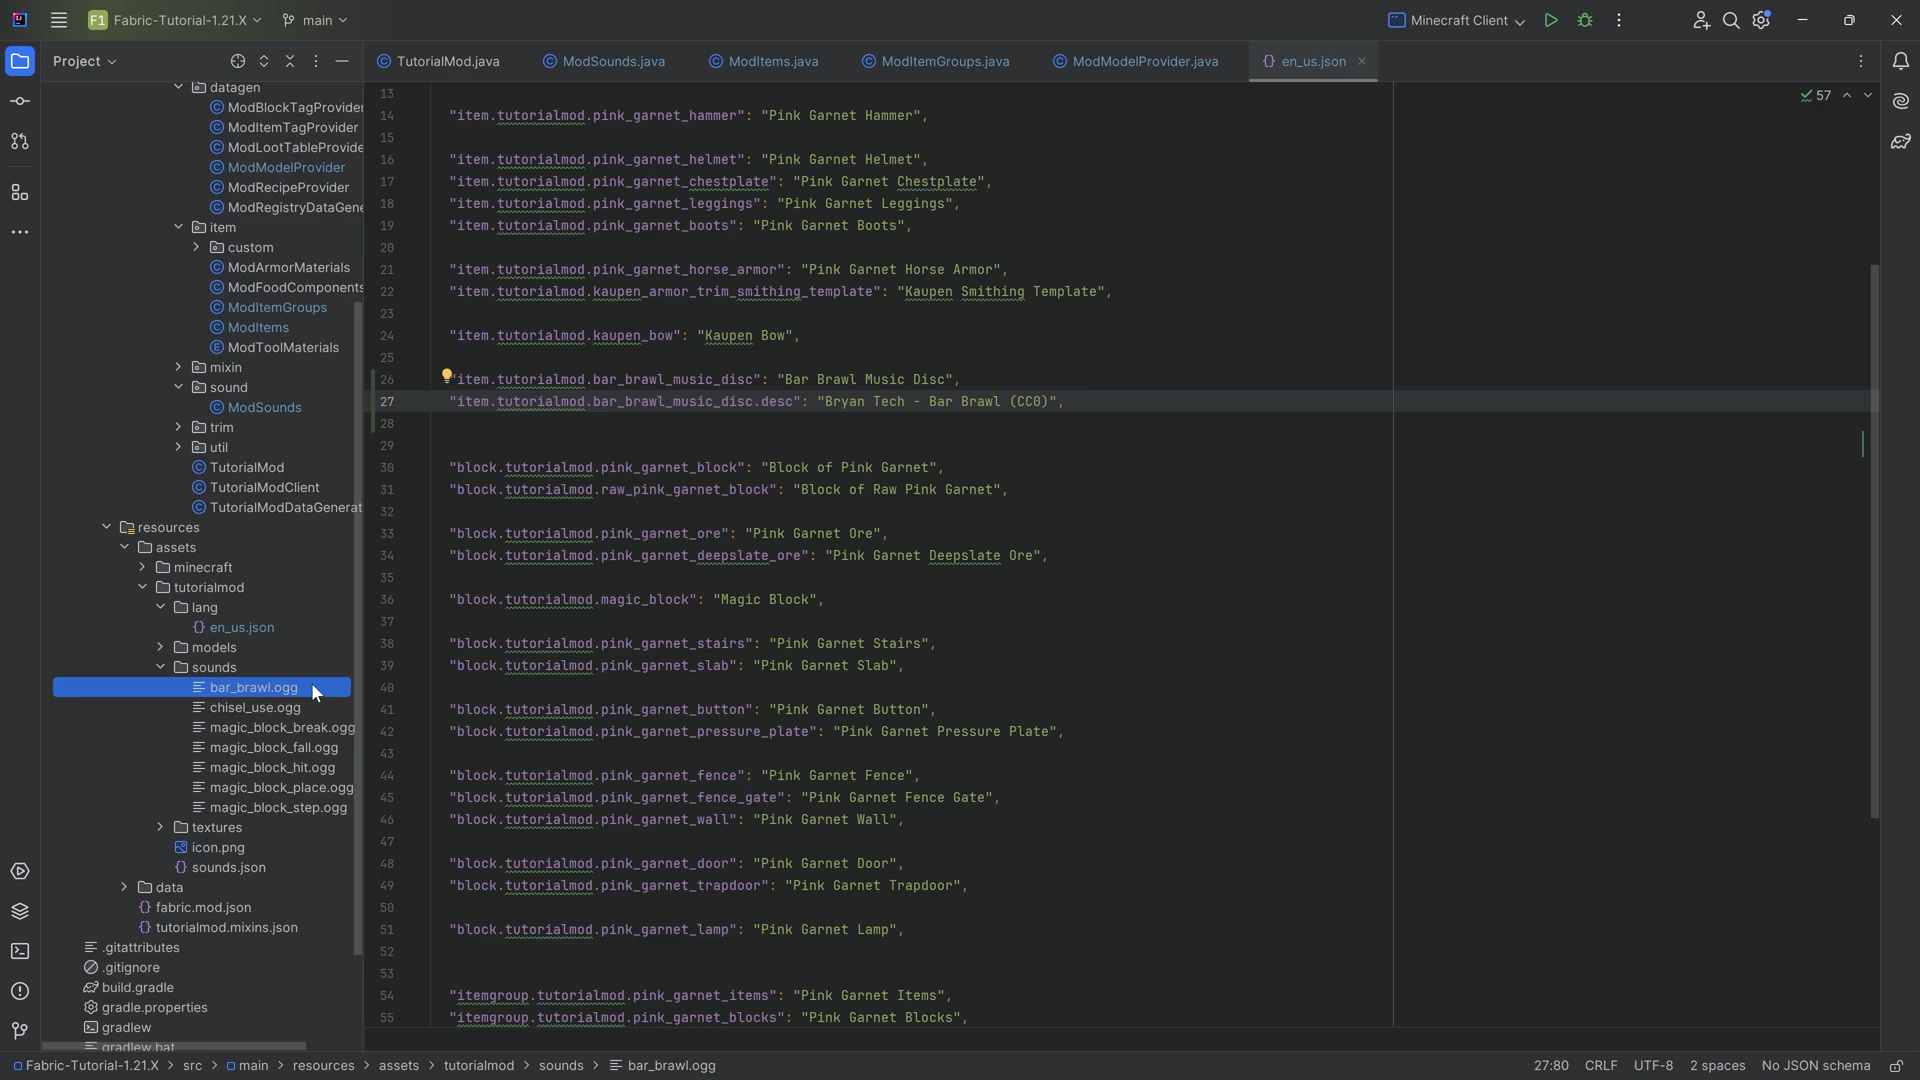 F1 Fabric-Tutorial-1.21.X main Minecraft Client
Project
TutorialMod.java ModSounds.java ModItems.java ModItemGroups.java ModModelProvider.java {} en_us.json
57
datagen
ModBlockTagProvider
ModItemTagProvider
ModLootTableProvide
ModModelProvider
ModRecipeProvider
ModRegistryDataGene
item
custom
ModArmorMaterials
ModFoodComponents
ModItemGroups
ModItems
ModToolMaterials
mixin
sound
ModSounds
trim
util
TutorialMod
TutorialModClient
TutorialModDataGenerat
resources
assets
minecraft
tutorialmod
lang
{} en_us.json
models
sounds
bar_brawl.ogg
chisel_use.ogg
magic_block_break.ogg
magic_block_fall.ogg
magic_block_hit.ogg
magic_block_place.ogg
magic_block_step.ogg
textures
icon.png
{} sounds.json
data
{} fabric.mod.json
{} tutorialmod.mixins.json
.gitattributes
.gitignore
build.gradle
gradle.properties
gradlew
gradlew.bat
13
14 "item.tutorialmod.pink_garnet_hammer": "Pink Garnet Hammer",
15
16 "item.tutorialmod.pink_garnet_helmet": "Pink Garnet Helmet",
17 "item.tutorialmod.pink_garnet_chestplate": "Pink Garnet Chestplate",
18 "item.tutorialmod.pink_garnet_leggings": "Pink Garnet Leggings",
19 "item.tutorialmod.pink_garnet_boots": "Pink Garnet Boots",
20
21 "item.tutorialmod.pink_garnet_horse_armor": "Pink Garnet Horse Armor",
22 "item.tutorialmod.kaupen_armor_trim_smithing_template": "Kaupen Smithing Template",
23
24 "item.tutorialmod.kaupen_bow": "Kaupen Bow",
25
26 "item.tutorialmod.bar_brawl_music_disc": "Bar Brawl Music Disc",
27 "item.tutorialmod.bar_brawl_music_disc.desc": "Bryan Tech - Bar Brawl (CC0)",
28
29
30 "block.tutorialmod.pink_garnet_block": "Block of Pink Garnet",
31 "block.tutorialmod.raw_pink_garnet_block": "Block of Raw Pink Garnet",
32
33 "block.tutorialmod.pink_garnet_ore": "Pink Garnet Ore",
34 "block.tutorialmod.pink_garnet_deepslate_ore": "Pink Garnet Deepslate Ore",
35
36 "block.tutorialmod.magic_block": "Magic Block",
37
38 "block.tutorialmod.pink_garnet_stairs": "Pink Garnet Stairs",
39 "block.tutorialmod.pink_garnet_slab": "Pink Garnet Slab",
40
41 "block.tutorialmod.pink_garnet_button": "Pink Garnet Button",
42 "block.tutorialmod.pink_garnet_pressure_plate": "Pink Garnet Pressure Plate",
43
44 "block.tutorialmod.pink_garnet_fence": "Pink Garnet Fence",
45 "block.tutorialmod.pink_garnet_fence_gate": "Pink Garnet Fence Gate",
46 "block.tutorialmod.pink_garnet_wall": "Pink Garnet Wall",
47
48 "block.tutorialmod.pink_garnet_door": "Pink Garnet Door",
49 "block.tutorialmod.pink_garnet_trapdoor": "Pink Garnet Trapdoor",
50
51 "block.tutorialmod.pink_garnet_lamp": "Pink Garnet Lamp",
52
53
54 "itemgroup.tutorialmod.pink_garnet_items": "Pink Garnet Items",
55 "itemgroup.tutorialmod.pink_garnet_blocks": "Pink Garnet Blocks",
Fabric-Tutorial-1.21.X > src > main > resources > assets > tutorialmod > sounds > bar_brawl.ogg 27:80 CRLF UTF-8 2 spaces No JSON schema